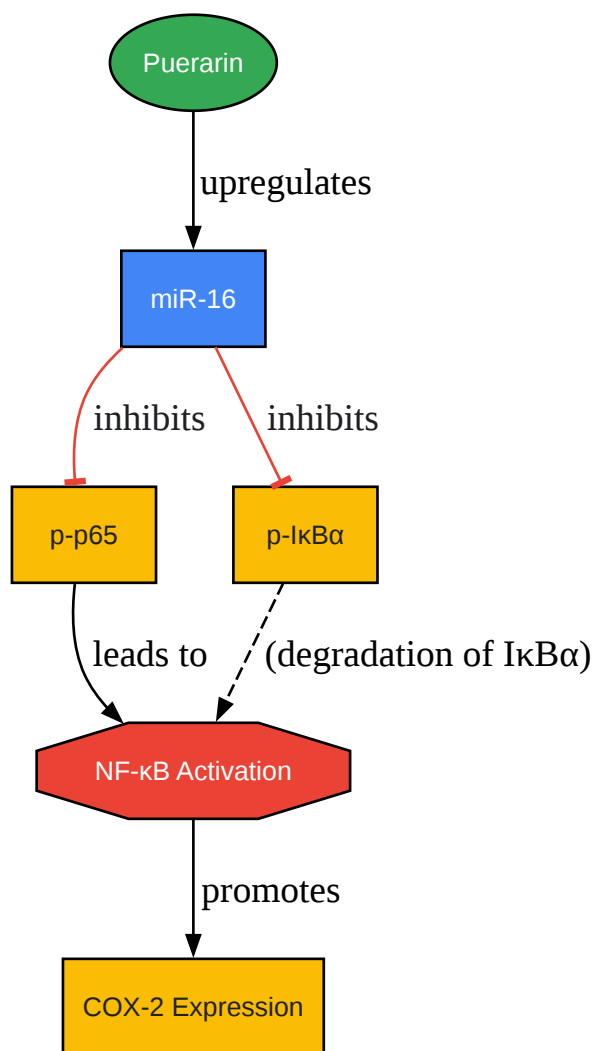 Puerarin
upregulates
miR-16
inhibits
inhibits
p-p65
p-IκBα
leads to
(degradation of IκBα)
NF-κB Activation
promotes
COX-2 Expression